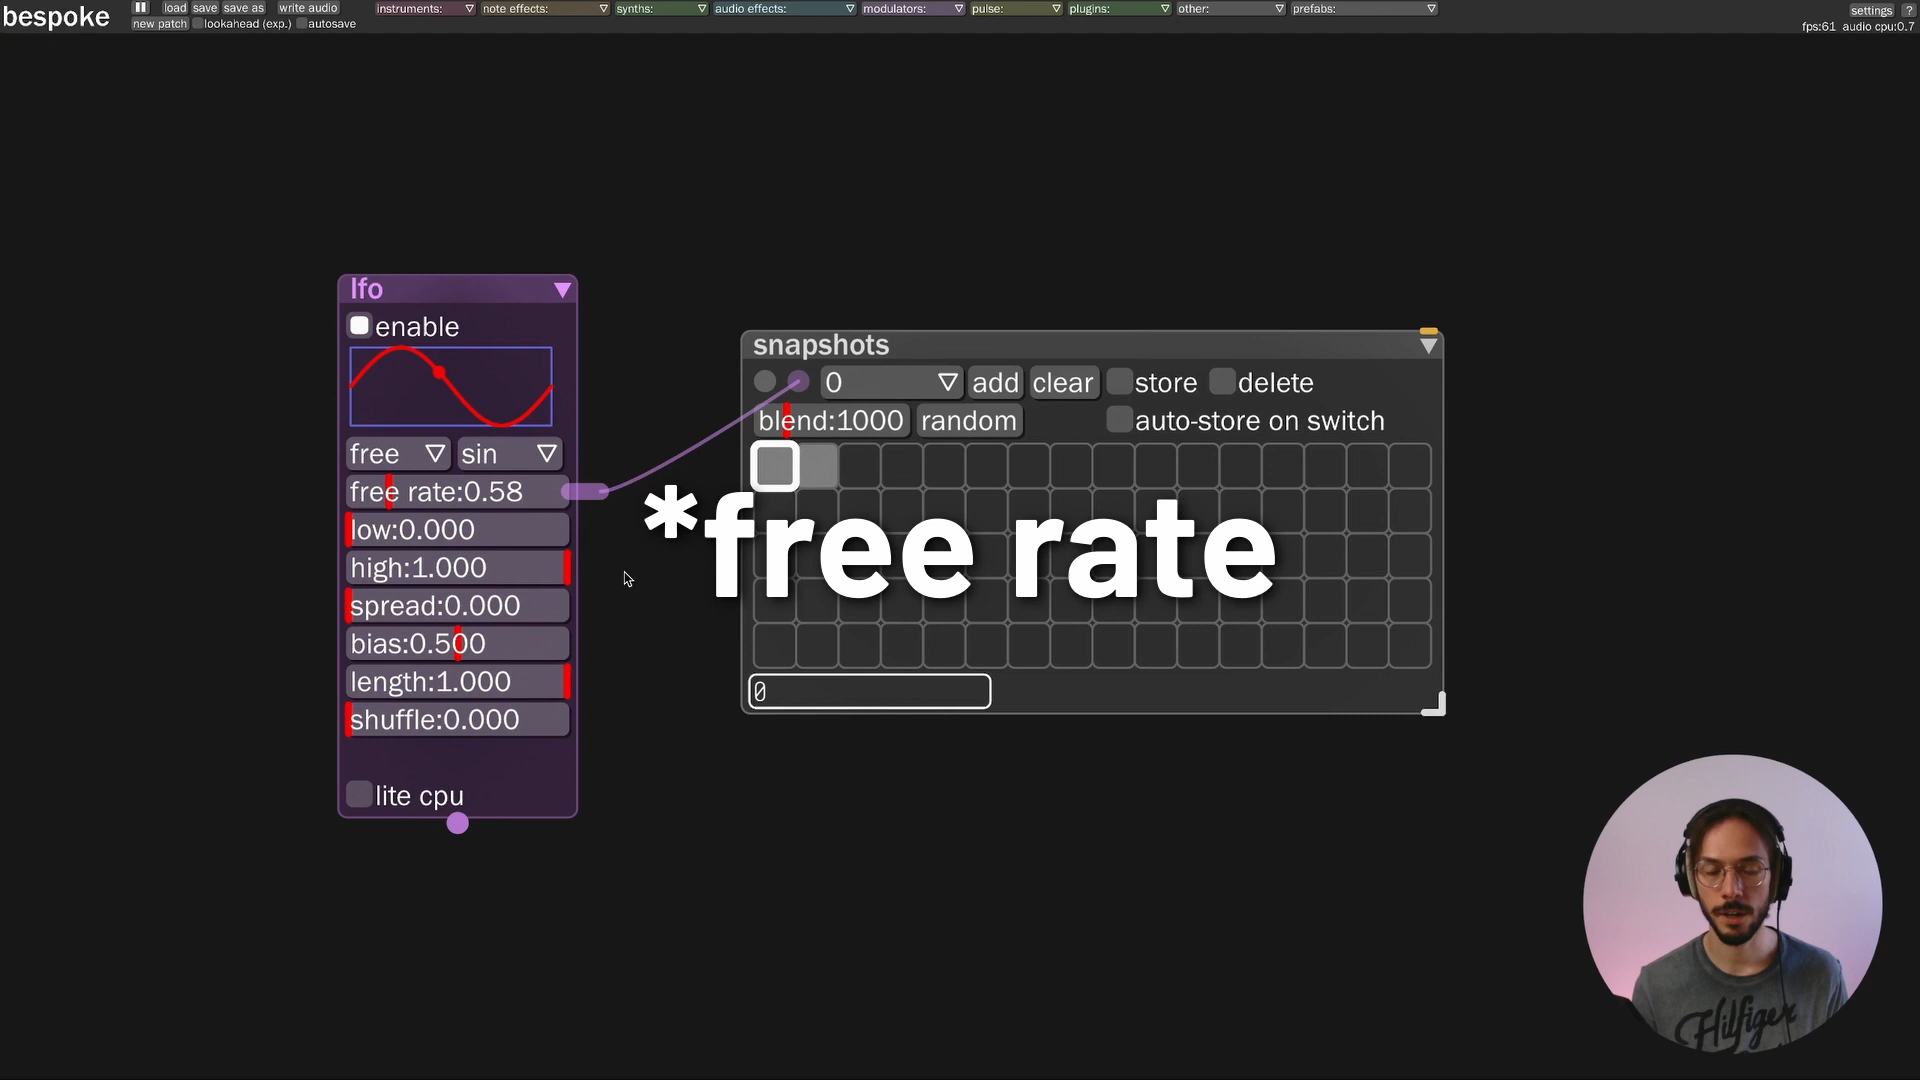 bespoke
load save save as write audio
new patch lookahead (exp.) autosave
instruments: note effects: synths: audio effects: modulators: pulse: plugins: other: prefabs:
settings ?
fps:61 audio cpu:0.7
lfo
enable
free sin
free rate:0.58
low:0.000
high:1.000
spread:0.000
bias:0.500
length:1.000
shuffle:0.000
lite cpu
snapshots
0 add clear store delete
blend:1000 random auto-store on switch
0
*free rate
Hilfiger